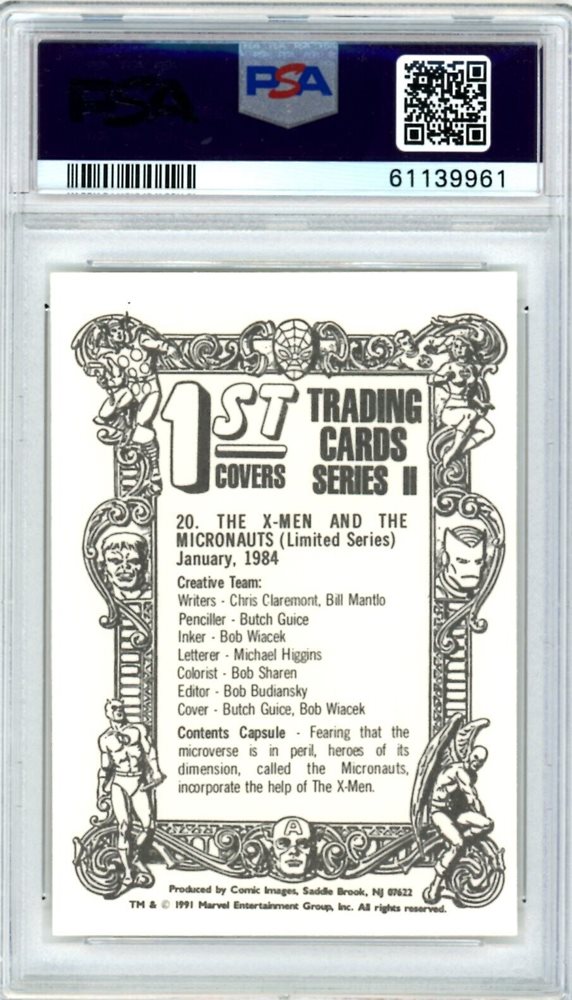 PSA
PSA
61139961
1ST
COVERS
TRADING
CARDS
SERIES II
20. THE X-MEN AND THE
MICRONAUTS (Limited Series)
January, 1984
Creative Team:
Writers - Chris Claremont, Bill Mantlo
Penciller - Butch Guice
Inker - Bob Wiacek
Letterer - Michael Higgins
Colorist - Bob Sharen
Editor - Bob Budiansky
Cover - Butch Guice, Bob Wiacek
Contents Capsule - Fearing that the
microverse is in peril, heroes of its
dimension, called the Micronauts,
incorporate the help of The X-Men.
A
Produced by Comic Images, Saddle Brook, NJ 07622
TM & © 1991 Marvel Entertainment Group, Inc. All rights reserved.